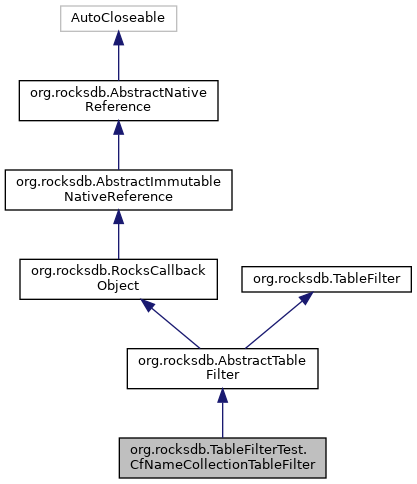 AutoCloseable
org.rocksdb.AbstractNative
Reference
org.rocksdb.AbstractImmutable
NativeReference
org.rocksdb.RocksCallback
Object
org.rocksdb.TableFilter
org.rocksdb.AbstractTable
Filter
org.rocksdb.TableFilterTest.
CfNameCollectionTableFilter